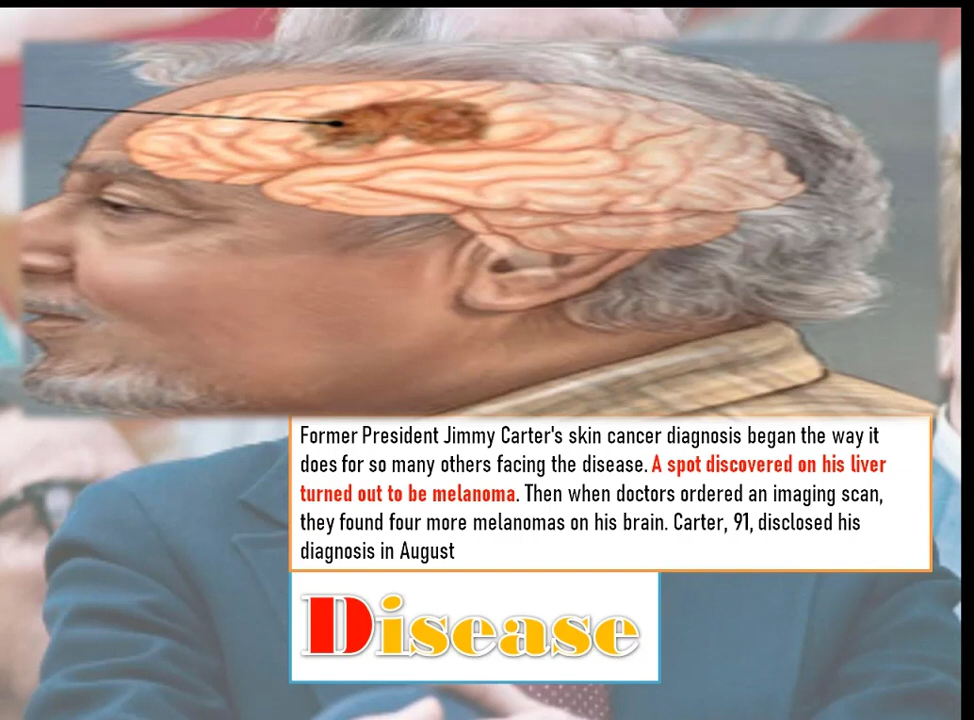 Former President Jimmy Carter's skin cancer diagnosis began the way it
does for so many others facing the disease. A spot discovered on his liver
turned out to be melanoma. Then when doctors ordered an imaging scan,
they found four more melanomas on his brain. Carter, 91, disclosed his
diagnosis in August
Disease